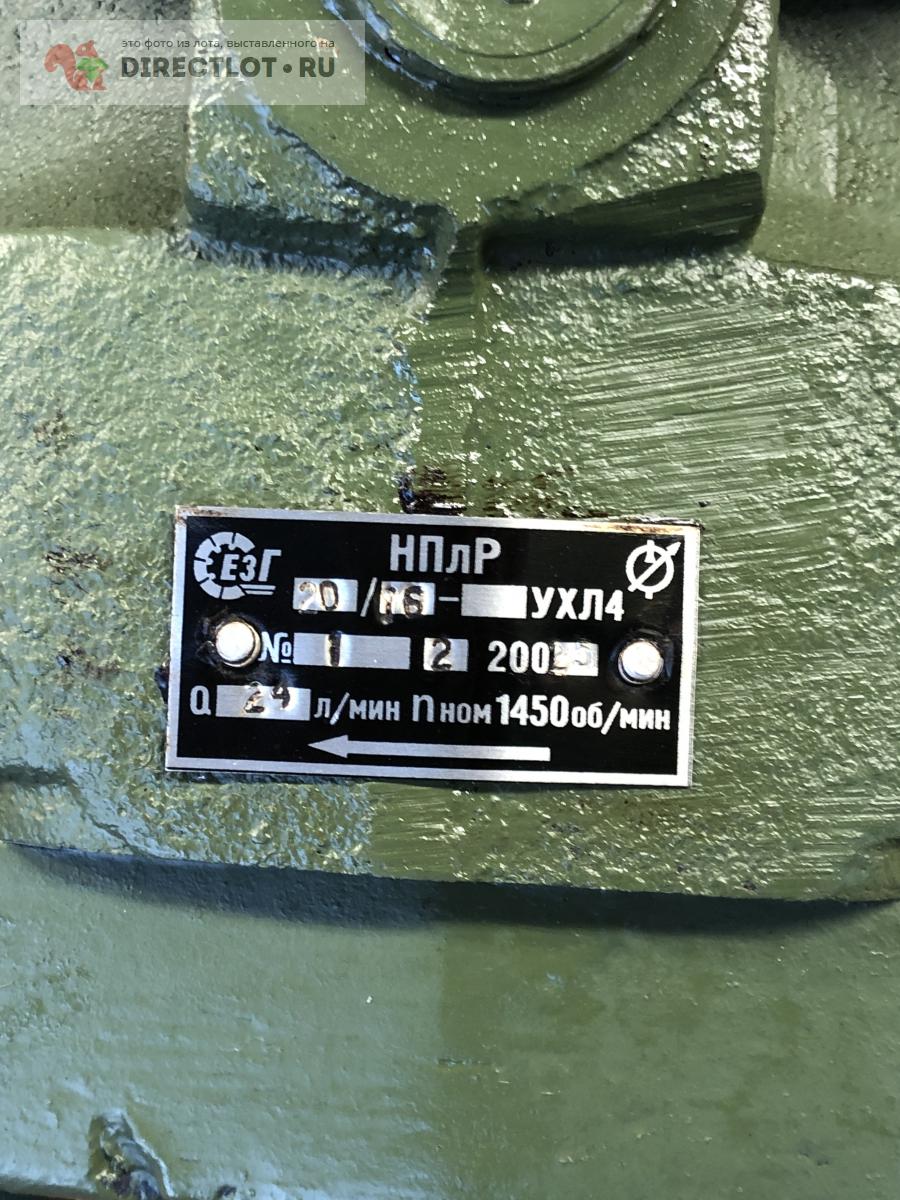 это фото из лота, выставленного на
DIRECTLOT•RU
ЕЗГ
НПлР
20/16- УХЛ4
№ 1 2 200
Q 24 л/мин n ном 1450 об/мин